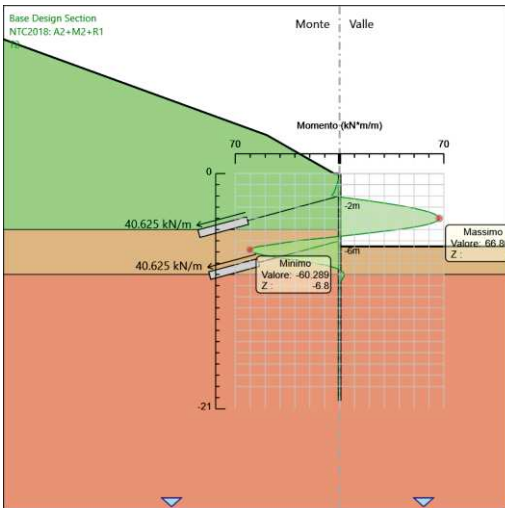 Base Design Section
NTC2018: A2+M2+R1
Monte
Valle
Momento (kN*m/m)
70
70
0
-2m
40.625 kN/m
Massimo
Valore: 66.8
Z :
-6m
40.625 kN/m
Minimo
Valore: -60.289
Z : -6.8
-21